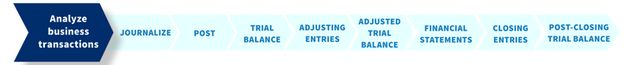 Analyze
business
transactions
JOURNALIZE
POST
TRIAL
BALANCE
ADJUSTING
ENTRIES
ADJUSTED
TRIAL
BALANCE
FINANCIAL
STATEMENTS
CLOSING
ENTRIES
POST-CLOSING
TRIAL BALANCE